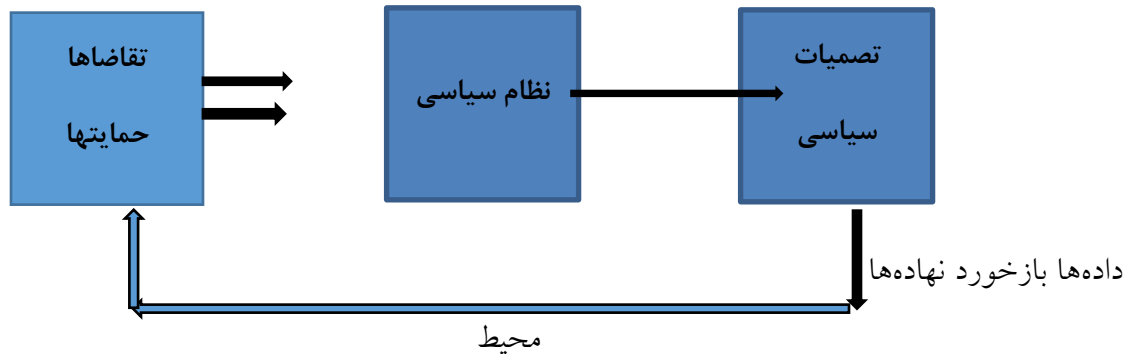 تقاضاها
حمایتها
نظام سیاسی
تصمیات
سیاسی
داده‌ها بازخورد نهاده‌ها
محیط